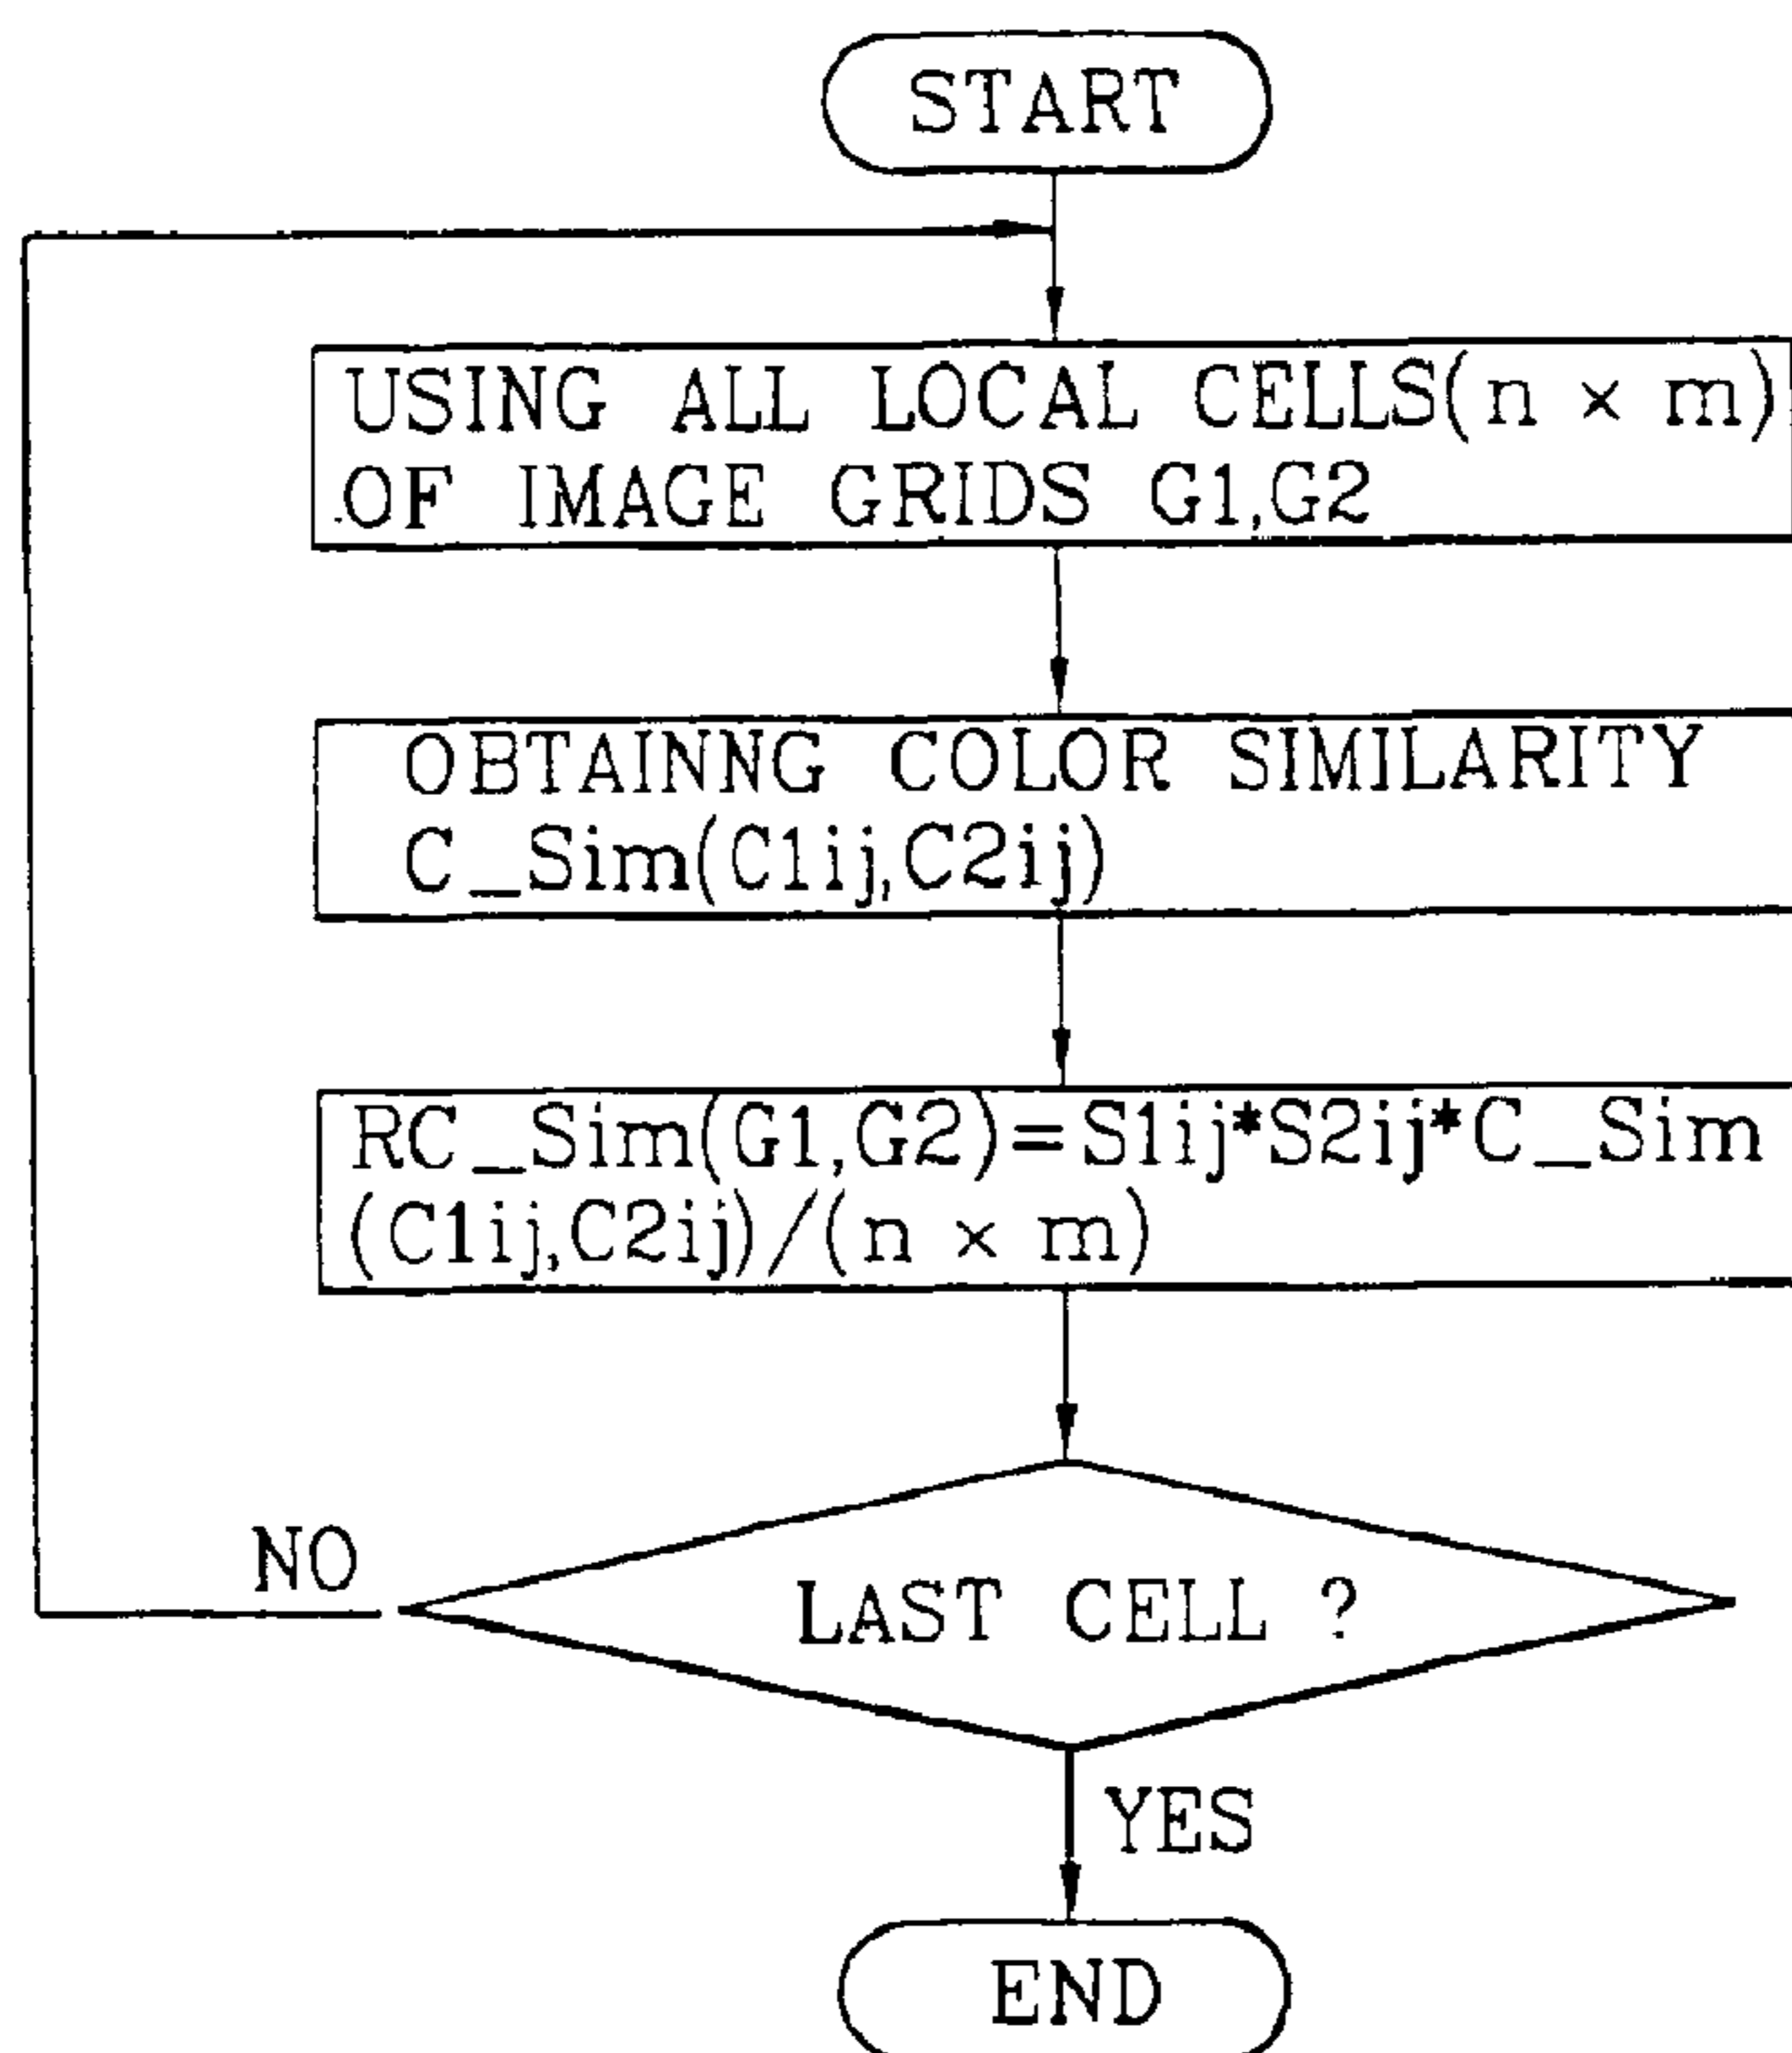 START
USING ALL LOCAL CELLS(n × m)
OF IMAGE GRIDS G1,G2
OBTAINNG COLOR SIMILARITY
C_Sim(C1ij,C2ij)
RC_Sim(G1,G2)=S1ij*S2ij*C_Sim
(C1ij,C2ij)/(n × m)
NO
LAST CELL ?
YES
END